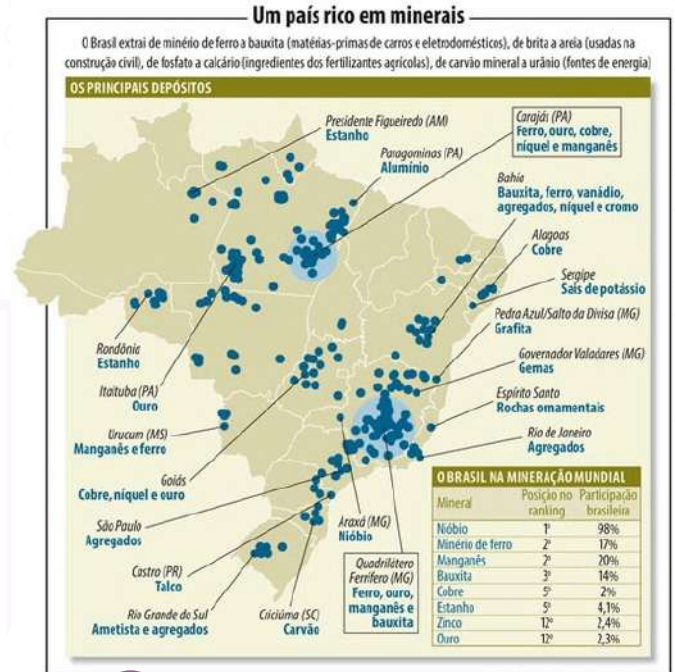 Um país rico em minerais
O Brasil extrai de minério de ferro a bauxita (matérias-primas de carros e eletrodomésticos), de brita a areia (usadas na
construção civil), de fosfato a calcário (ingredientes dos fertilizantes agrícolas), de carvão mineral a urânio (fontes de energia)
OS PRINCIPAIS DEPÓSITOS
Presidente Figueiredo (AM)
Estanho
Paragominas (PA)
Alumínio
Carajás (PA)
Ferro, ouro, cobre,
níquel e manganês
Bahia
Bauxita, ferro, vanádio,
agregados, níquel e cromo
Alagoas
Cobre
Sergipe
Sais de potássio
Pedra Azul/Salto da Divisa (MG)
Grafita
Governador Valadares (MG)
Gemas
Espírito Santo
Rochas ornamentais
Rio de Janeiro
Agregados
Rondônia
Estanho
Itaituba (PA)
Ouro
Urucum (MS)
Manganês e ferro
Goiás
Cobre, níquel e ouro
São Paulo
Agregados
Castro (PR)
Talco
Rio Grande do Sul
Ametista e agregados
Criciúma (SC)
Carvão
Araxá (MG)
Nióbio
Quadrilátero
Ferrífero (MG)
Ferro, ouro,
manganês e
bauxita
O BRASIL NA MINERAÇÃO MUNDIAL
Mineral Posição no ranking Participação brasileira
Nióbio 1º 98%
Minério de ferro 2º 17%
Manganês 2º 20%
Bauxita 3º 14%
Cobre 5º 2%
Estanho 5º 4,1%
Zinco 12º 2,4%
Ouro 12º 2,3%